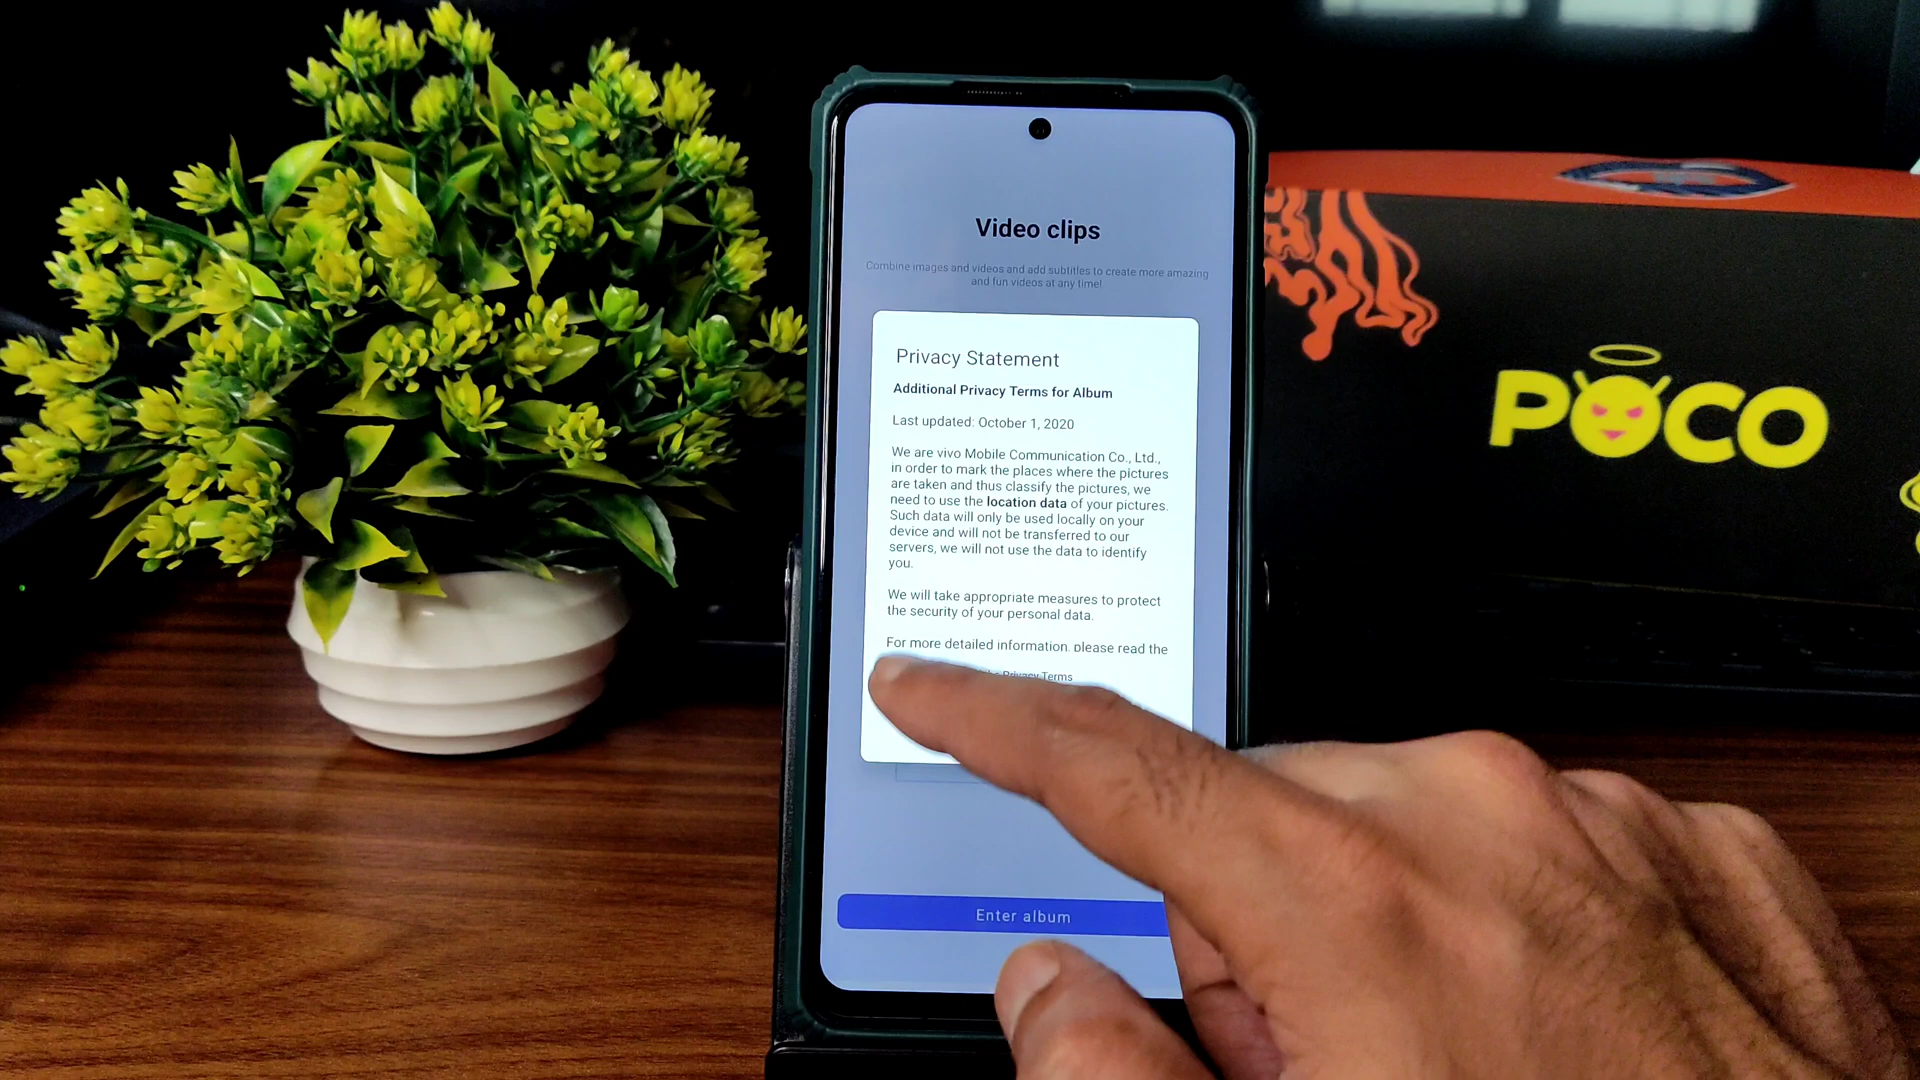 Video clips
Combine images and videos and add subtitles to create more amazing
and fun videos at any time!
Privacy Statement
Additional Privacy Terms for Album
Last updated: October 1, 2020
We are vivo Mobile Communication Co., Ltd.,
in order to mark the places where the pictures
are taken and thus classify the pictures, we
need to use the location data of your pictures.
Such data will only be used locally on your
device and will not be transferred to our
servers, we will not use the data to identify
you.
We will take appropriate measures to protect
the security of your personal data.
For more detailed information, please read the
Privacy Terms
Enter album
POCO